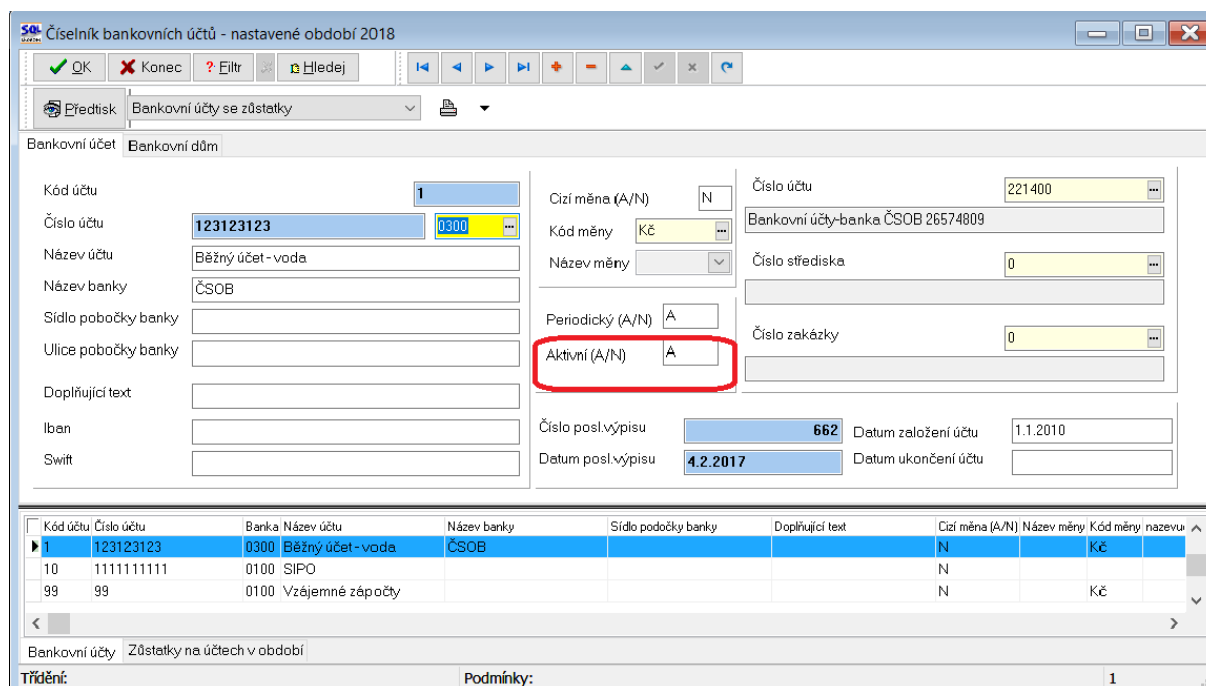 SQL Číselník bankovních účtů - nastavené období 2018
OK Konec ? Filtr Hledej
Předtisk Bankovní účty se zůstatky
Bankovní účet Bankovní dům
Kód účtu 1
Číslo účtu 123123123 0300
Název účtu Běžný účet - voda
Název banky ČSOB
Sídlo pobočky banky
Ulice pobočky banky
Doplňující text
Iban
Swift
Cizí měna (A/N) N
Kód měny Kč
Název měny
Periodický (A/N) A
Aktivní (A/N) A
Číslo účtu 221400
Bankovní účty-banka ČSOB 26574809
Číslo střediska 0
Číslo zakázky 0
Číslo posl.výpisu 662 Datum založení účtu 1.1.2010
Datum posl.výpisu 4.2.2017 Datum ukončení účtu
Kód účtu Číslo účtu Banka Název účtu Název banky Sídlo podočky banky Doplňující text Cizí měna (A/N) Název měny Kód měny
1 123123123 0300 Běžný účet - voda ČSOB N Kč
10 1111111111 0100 SIPO N
99 99 0100 Vzájemné zápočty N Kč
Bankovní účty Zůstatky na účtech v období
Třídění: Podmínky: 1